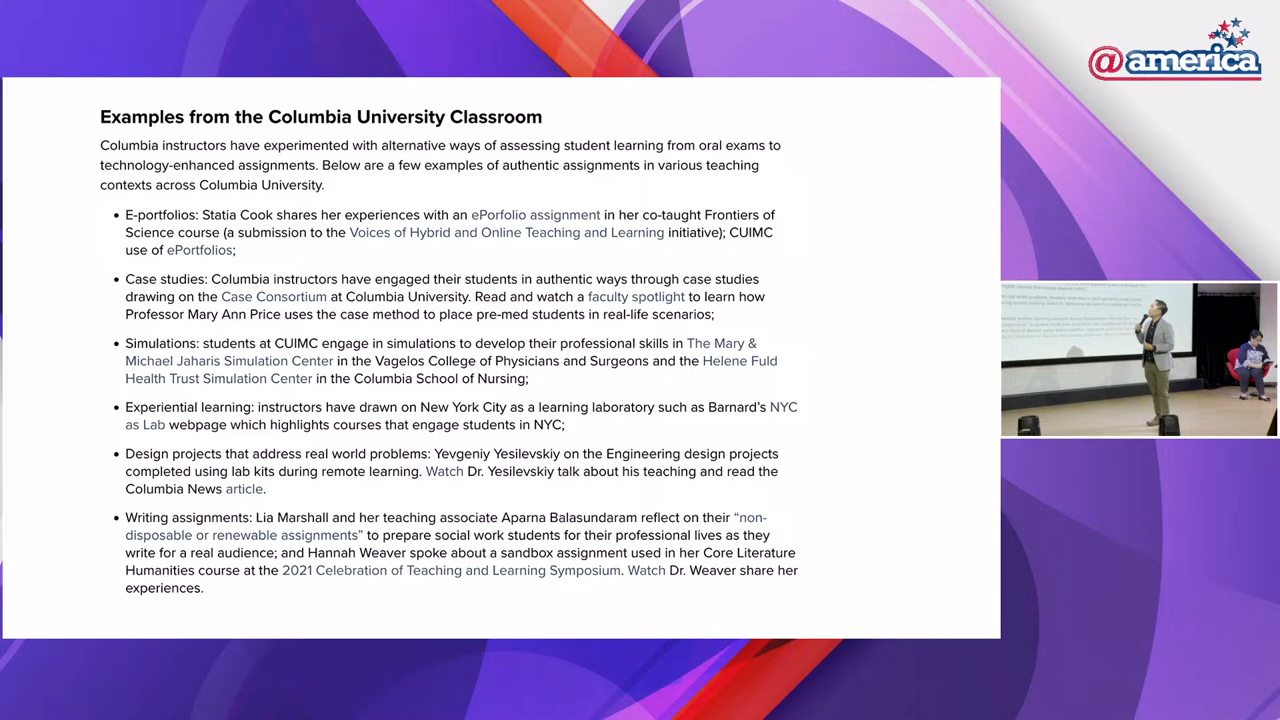 @america
Examples from the Columbia University Classroom
Columbia instructors have experimented with alternative ways of assessing student learning from oral exams to
technology-enhanced assignments. Below are a few examples of authentic assignments in various teaching
contexts across Columbia University.
• E-portfolios: Statia Cook shares her experiences with an ePorfolio assignment in her co-taught Frontiers of
Science course (a submission to the Voices of Hybrid and Online Teaching and Learning initiative); CUIMC
use of ePortfolios;
• Case studies: Columbia instructors have engaged their students in authentic ways through case studies
drawing on the Case Consortium at Columbia University. Read and watch a faculty spotlight to learn how
Professor Mary Ann Price uses the case method to place pre-med students in real-life scenarios;
• Simulations: students at CUIMC engage in simulations to develop their professional skills in The Mary &
Michael Jaharis Simulation Center in the Vagelos College of Physicians and Surgeons and the Helene Fuld
Health Trust Simulation Center in the Columbia School of Nursing;
• Experiential learning: instructors have drawn on New York City as a learning laboratory such as Barnard’s NYC
as Lab webpage which highlights courses that engage students in NYC;
• Design projects that address real world problems: Yevgeniy Yesilevskiy on the Engineering design projects
completed using lab kits during remote learning. Watch Dr. Yesilevskiy talk about his teaching and read the
Columbia News article.
• Writing assignments: Lia Marshall and her teaching associate Aparna Balasundaram reflect on their “non-
disposable or renewable assignments” to prepare social work students for their professional lives as they
write for a real audience; and Hannah Weaver spoke about a sandbox assignment used in her Core Literature
Humanities course at the 2021 Celebration of Teaching and Learning Symposium. Watch Dr. Weaver share her
experiences.